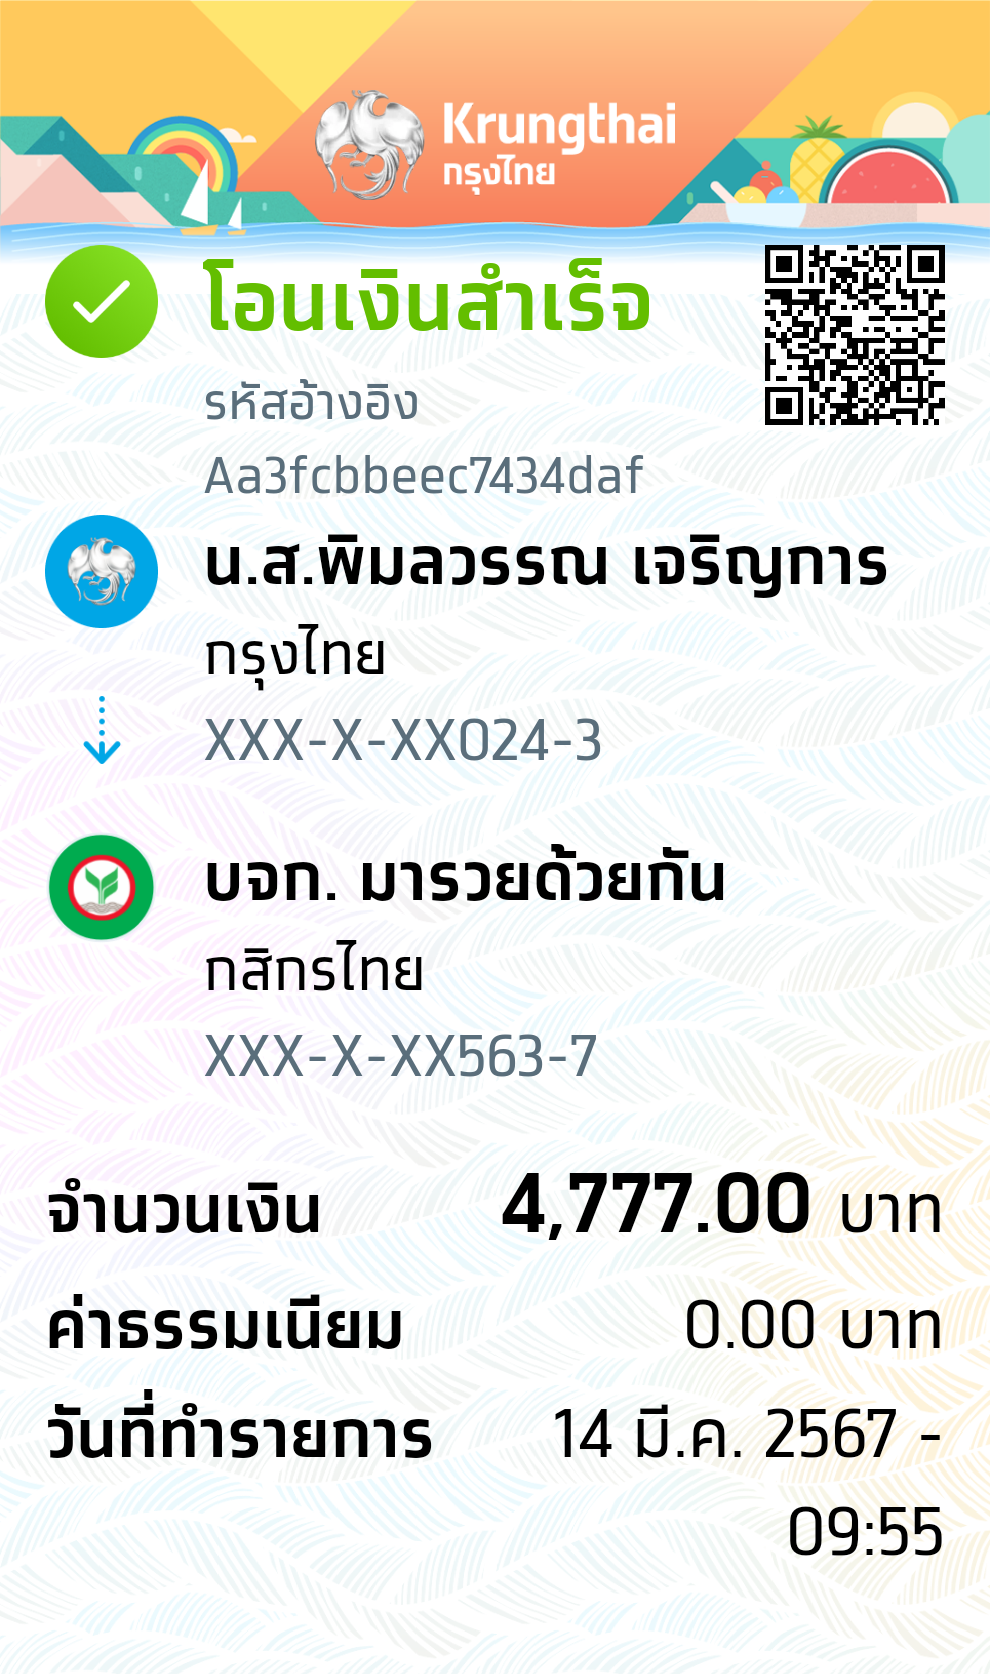 Krungthai
กรุงไทย
โอนเงินสำเร็จ
รหัสอ้างอิง
Aa3fcbbeec7434daf
น.ส.พิมลวรรณ เจริญการ
กรุงไทย
XXX-X-XX024-3
บจก. มารวยด้วยกัน
กสิกรไทย
XXX-X-XX563-7
จำนวนเงิน 4,777.00 บาท
ค่าธรรมเนียม 0.00 บาท
วันที่ทำรายการ 14 มี.ค. 2567 -
09:55